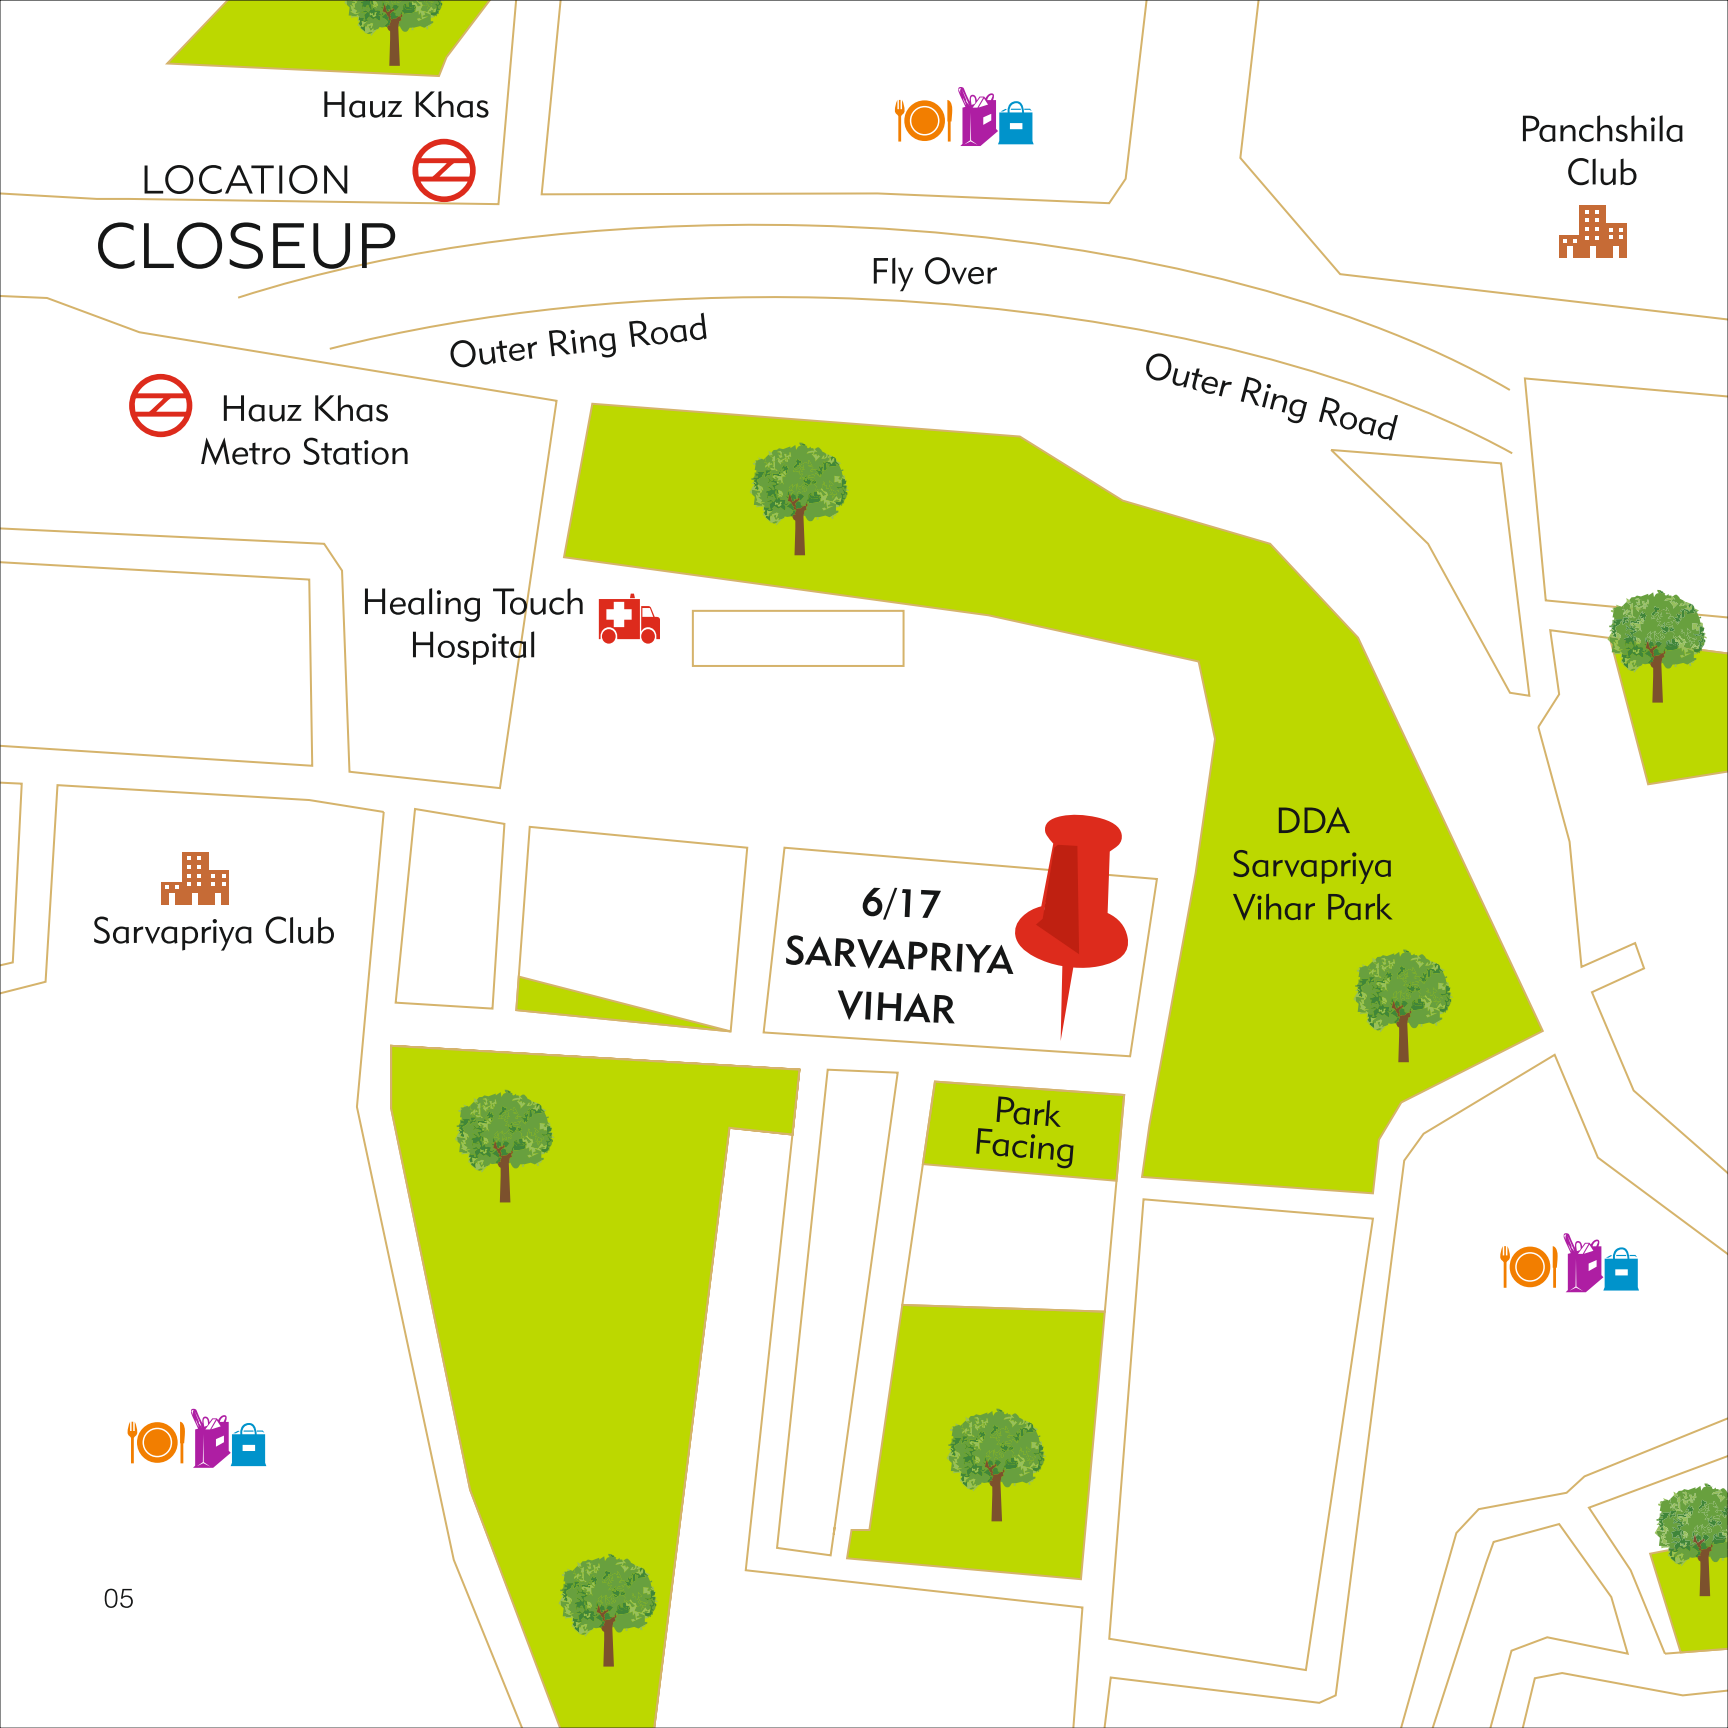 Hauz Khas
LOCATION
CLOSEUP
Panchshila
Club
Fly Over
Outer Ring Road
Outer Ring Road
Hauz Khas
Metro Station
Healing Touch
Hospital
DDA
Sarvapriya
Vihar Park
Sarvapriya Club
6/17
SARVAPRIYA
VIHAR
Park
Facing
05